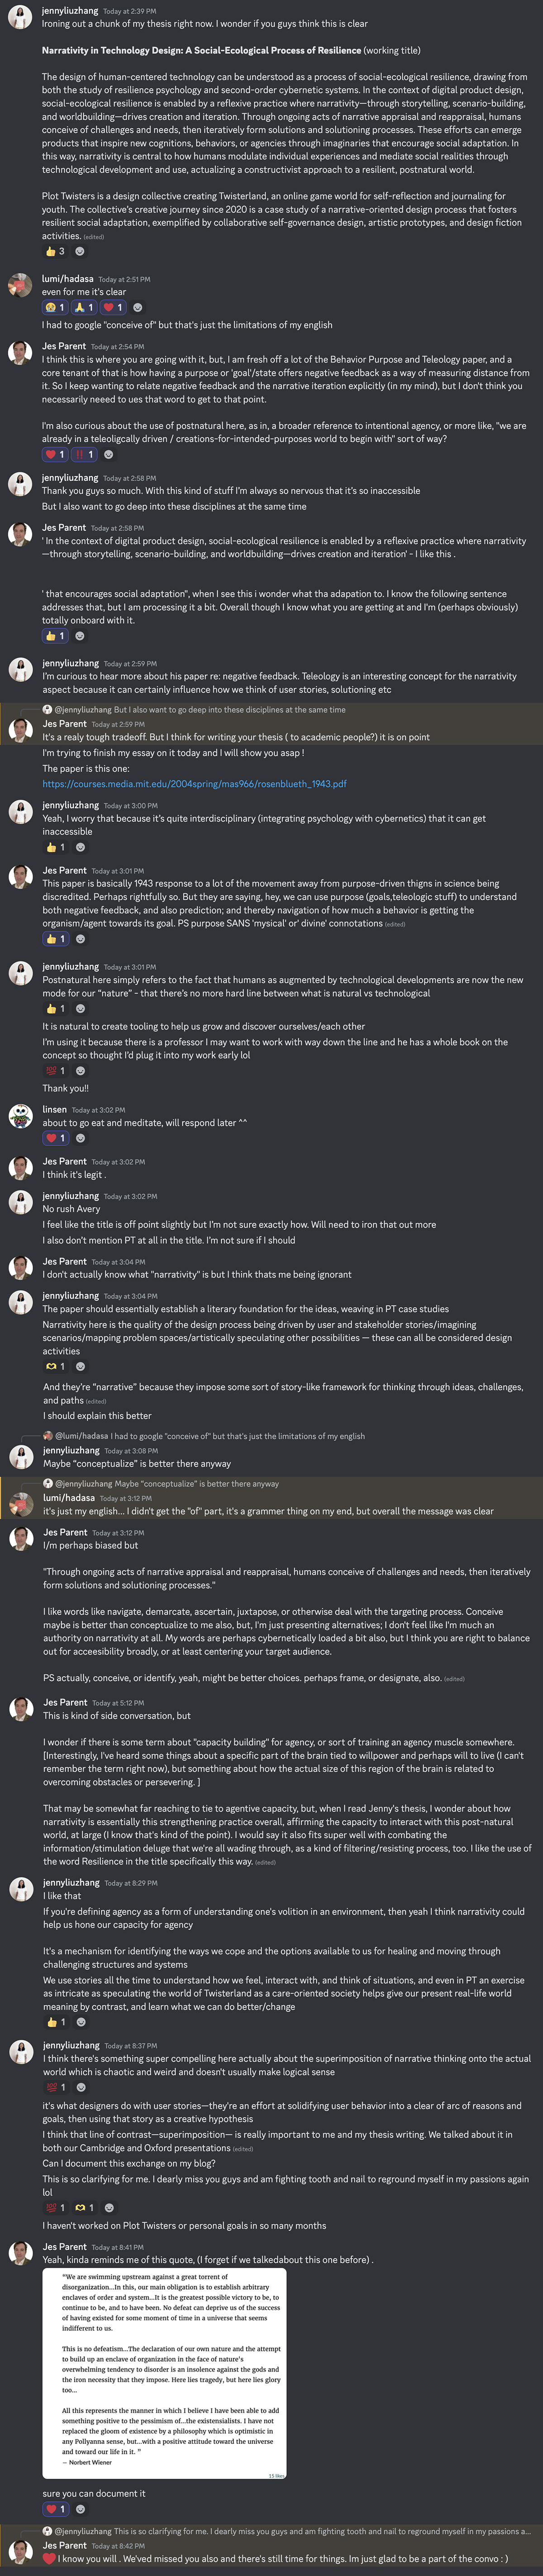 jennyliuzhang Today at 2:39 PM
Ironing out a chunk of my thesis right now. I wonder if you guys think this is clear
Narrativity in Technology Design: A Social-Ecological Process of Resilience (working title)
The design of human-centered technology can be understood as a process of social-ecological resilience, drawing from
both the study of resilience psychology and second-order cybernetic systems. In the context of digital product design,
social-ecological resilience is enabled by a reflexive practice where narrativity—through storytelling, scenario-building,
and worldbuilding—drives creation and iteration. Through ongoing acts of narrative appraisal and reappraisal, humans
conceive of challenges and needs, then iteratively form solutions and solutioning processes. These efforts can emerge
products that inspire new cognitions, behaviors, or agencies through imaginaries that encourage social adaptation. In
this way, narrativity is central to how humans modulate individual experiences and mediate social realities through
technological development and use, actualizing a constructivist approach to a resilient, postnatural world.
Plot Twisters is a design collective creating Twisterland, an online game world for self-reflection and journaling for
youth. The collective's creative journey since 2020 is a case study of a narrative-oriented design process that fosters
resilient social adaptation, exemplified by collaborative self-governance design, artistic prototypes, and design fiction
activities. (edited)
👍 3
lumi/hadasa Today at 2:51 PM
even for me it's clear
😭 1 🙏 1 ❤️ 1
I had to google "conceive of" but that's just the limitations of my english
Jes Parent Today at 2:54 PM
I think this is where you are going with it, but, I am fresh off a lot of the Behavior Purpose and Teleology paper, and a
core tenant of that is how having a purpose or 'goal'/state offers negative feedback as a way of measuring distance from
it. So I keep wanting to relate negative feedback and the narrative iteration explicitly (in my mind), but I don't think you
necessarily need to ues that word to get to that point.
I'm also curious about the use of postnatural here, as in, a broader reference to intentional agency, or more like, "we are
already in a teleoligcally driven / creations-for-intended-purposes world to begin with" sort of way?
❤️ 1 ‼️ 1
jennyliuzhang Today at 2:58 PM
Thank you guys so much. With this kind of stuff I'm always so nervous that it's so inaccessible
But I also want to go deep into these disciplines at the same time
Jes Parent Today at 2:58 PM
' In the context of digital product design, social-ecological resilience is enabled by a reflexive practice where narrativity
—through storytelling, scenario-building, and worldbuilding—drives creation and iteration' - I like this .
' that encourages social adaptation", when I see this i wonder what tha adapation to. I know the following sentence
addresses that, but I am processing it a bit. Overall though I know what you are getting at and I'm (perhaps obviously)
totally onboard with it.
👍 1
jennyliuzhang Today at 2:59 PM
I'm curious to hear more about his paper re: negative feedback. Teleology is an interesting concept for the narrativity
aspect because it can certainly influence how we think of user stories, solutioning etc
@jennyliuzhang But I also want to go deep into these disciplines at the same time
Jes Parent Today at 2:59 PM
It's a realy tough tradeoff. But I think for writing your thesis ( to academic people?) it is on point
I'm trying to finish my essay on it today and I will show you asap !
The paper is this one:
https://courses.media.mit.edu/2004spring/mas966/rosenblueth_1943.pdf
jennyliuzhang Today at 3:00 PM
Yeah, I worry that because it's quite interdisciplinary (integrating psychology with cybernetics) that it can get
inaccessible
👍 1
Jes Parent Today at 3:01 PM
This paper is basically 1943 response to a lot of the movement away from purpose-driven thigns in science being
discredited. Perhaps rightfully so. But they are saying, hey, we can use purpose (goals,teleologic stuff) to understand
both negative feedback, and also prediction; and thereby navigation of how much a behavior is getting the
organism/agent towards its goal. PS purpose SANS 'mysical' or' divine' connotations (edited)
👍 1
jennyliuzhang Today at 3:01 PM
Postnatural here simply refers to the fact that humans as augmented by technological developments are now the new
mode for our "nature" - that there's no more hard line between what is natural vs technological
👍 1
It is natural to create tooling to help us grow and discover ourselves/each other
I'm using it because there is a professor I may want to work with way down the line and he has a whole book on the
concept so thought I'd plug it into my work early lol
💯 1
Thank you!!
linsen Today at 3:02 PM
about to go eat and meditate, will respond later ^^
❤️ 1
Jes Parent Today at 3:02 PM
I think it's legit .
jennyliuzhang Today at 3:02 PM
No rush Avery
I feel like the title is off point slightly but I'm not sure exactly how. Will need to iron that out more
I also don't mention PT at all in the title. I'm not sure if I should
Jes Parent Today at 3:04 PM
I don't actually know what "narrativity" is but I think thats me being ignorant
jennyliuzhang Today at 3:04 PM
The paper should essentially establish a literary foundation for the ideas, weaving in PT case studies
Narrativity here is the quality of the design process being driven by user and stakeholder stories/imagining
scenarios/mapping problem spaces/artistically speculating other possibilities — these can all be considered design
activities
🫶 1
And they're "narrative" because they impose some sort of story-like framework for thinking through ideas, challenges,
and paths (edited)
I should explain this better
@lumi/hadasa I had to google "conceive of" but that's just the limitations of my english
jennyliuzhang Today at 3:08 PM
Maybe "conceptualize" is better there anyway
@jennyliuzhang Maybe "conceptualize" is better there anyway
lumi/hadasa Today at 3:12 PM
it's just my english... I didn't get the "of" part, it's a grammer thing on my end, but overall the message was clear
Jes Parent Today at 3:12 PM
I/m perhaps biased but
"Through ongoing acts of narrative appraisal and reappraisal, humans conceive of challenges and needs, then iteratively
form solutions and solutioning processes."
I like words like navigate, demarcate, ascertain, juxtapose, or otherwise deal with the targeting process. Conceive
maybe is better than conceptualize to me also, but, I'm just presenting alternatives; I don't feel like I'm much an
authority on narrativity at all. My words are perhaps cybernetically loaded a bit also, but I think you are right to balance
out for acceesibility broadly, or at least centering your target audience.
PS actually, conceive, or identify, yeah, might be better choices. perhaps frame, or designate, also. (edited)
Jes Parent Today at 5:12 PM
This is kind of side conversation, but
I wonder if there is some term about "capacity building" for agency, or sort of training an agency muscle somewhere.
[Interestingly, I've heard some things about a specific part of the brain tied to willpower and perhaps will to live (I can't
remember the term right now), but something about how the actual size of this region of the brain is related to
overcoming obstacles or persevering. ]
That may be somewhat far reaching to tie to agentive capacity, but, when I read Jenny's thesis, I wonder about how
narrativity is essentially this strengthening practice overall, affirming the capacity to interact with this post-natural
world, at large (I know that's kind of the point). I would say it also fits super well with combating the
information/stimulation deluge that we're all wading through, as a kind of filtering/resisting process, too. I like the use of
the word Resilience in the title specifically this way. (edited)
jennyliuzhang Today at 8:29 PM
I like that
If you're defining agency as a form of understanding one's volition in an environment, then yeah I think narrativity could
help us hone our capacity for agency
It's a mechanism for identifying the ways we cope and the options available to us for healing and moving through
challenging structures and systems
We use stories all the time to understand how we feel, interact with, and think of situations, and even in PT an exercise
as intricate as speculating the world of Twisterland as a care-oriented society helps give our present real-life world
meaning by contrast, and learn what we can do better/change
👍 1
jennyliuzhang Today at 8:37 PM
I think there's something super compelling here actually about the superimposition of narrative thinking onto the actual
world which is chaotic and weird and doesn't usually make logical sense
💯 1
it's what designers do with user stories—they're an effort at solidifying user behavior into a clear of arc of reasons and
goals, then using that story as a creative hypothesis
I think that line of contrast—superimposition— is really important to me and my thesis writing. We talked about it in
both our Cambridge and Oxford presentations (edited)
Can I document this exchange on my blog?
This is so clarifying for me. I dearly miss you guys and am fighting tooth and nail to reground myself in my passions again
lol
💯 1 🫶 1
I haven't worked on Plot Twisters or personal goals in so many months
Jes Parent Today at 8:41 PM
Yeah, kinda reminds me of this quote, (I forget if we talkedabout this one before) .
"We are swimming upstream against a great torrent of
disorganization...In this, our main obligation is to establish arbitrary
enclaves of order and system...It is the greatest possible victory to be, to
continue to be, and to have been. No defeat can deprive us of the success
of having existed for some moment of time in a universe that seems
indifferent to us.
This is no defeatism...The declaration of our own nature and the attempt
to build up an enclave of organization in the face of nature's
overwhelming tendency to disorder is an insolence against the gods and
the iron necessity that they impose. Here lies tragedy, but here lies glory
too...
All this represents the manner in which I believe I have been able to add
something positive to the pessimism of...the existensialists. I have not
replaced the gloom of existence by a philosophy which is optimistic in
any Pollyanna sense, but...with a positive attitude toward the universe
and toward our life in it. "
― Norbert Wiener
15 likes
sure you can document it
❤️ 1
@jennyliuzhang This is so clarifying for me. I dearly miss you guys and am fighting tooth and nail to reground myself in my passions a...
Jes Parent Today at 8:42 PM
❤️ I know you will . We'ved missed you also and there's still time for things. Im just glad to be a part of the convo : )